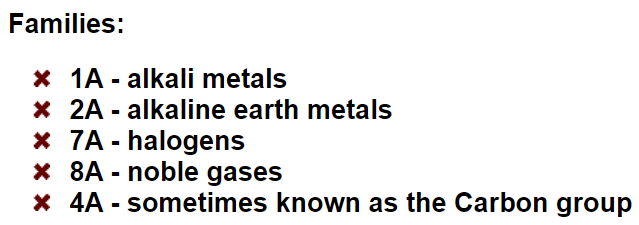 Families:
1A - alkali metals
2A - alkaline earth metals
7A - halogens
8A - noble gases
4A - sometimes known as the Carbon group